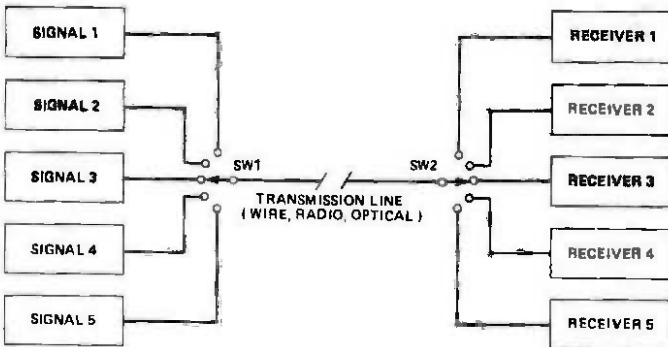 SIGNAL 1
RECEIVER 1
SIGNAL 2
RECEIVER 2
SIGNAL 3
SW1
SW2
RECEIVER 3
TRANSMISSION LINE
(WIRE, RADIO, OPTICAL)
SIGNAL 4
RECEIVER 4
SIGNAL 5
RECEIVER 5